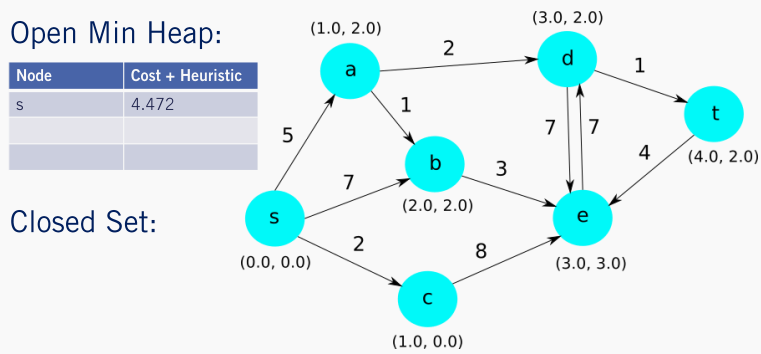 Open Min Heap:
Node Cost + Heuristic
s 4.472
Closed Set:
(1.0, 2.0)
a
2
(3.0, 2.0)
d
1
t
(4.0, 2.0)
5
1
7
7
4
b
(2.0, 2.0)
7
3
s
(0.0, 0.0)
e
(3.0, 3.0)
2
8
c
(1.0, 0.0)